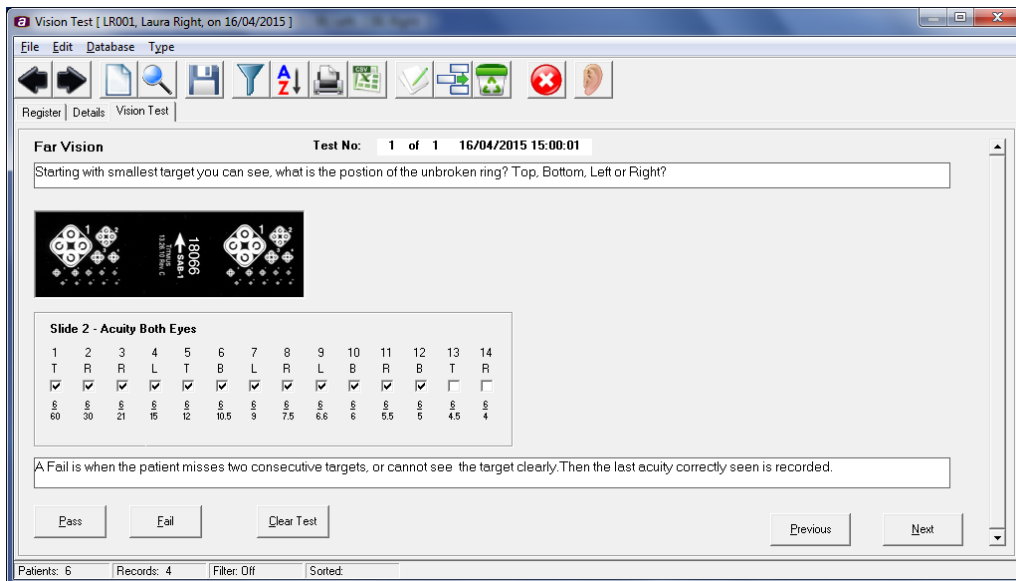 Vision Test [ LR001, Laura Right, on 16/04/2015 ]
File Edit Database Type
A Z
CSV
Register Details Vision Test
Far Vision Test No: 1 of 1 16/04/2015 15:00:01
Starting with smallest target you can see, what is the postion of the unbroken ring? Top, Bottom, Left or Right?
1 2 18066 1 2
SAB-1
TITMUS
Slide 2 - Acuity Both Eyes
1 2 3 4 5 6 7 8 9 10 11 12 13 14
T R R L T B L R L B R B T R
6 6 6 6 6 6 6 6 6 6 6 6 6 6
60 30 21 15 12 10.5 9 7.5 6.6 6 5.5 5 4.5 4
A Fail is when the patient misses two consecutive targets, or cannot see the target clearly.Then the last acuity correctly seen is recorded.
Pass Fail Clear Test Previous Next
Patients: 6 Records: 4 Filter: Off Sorted: